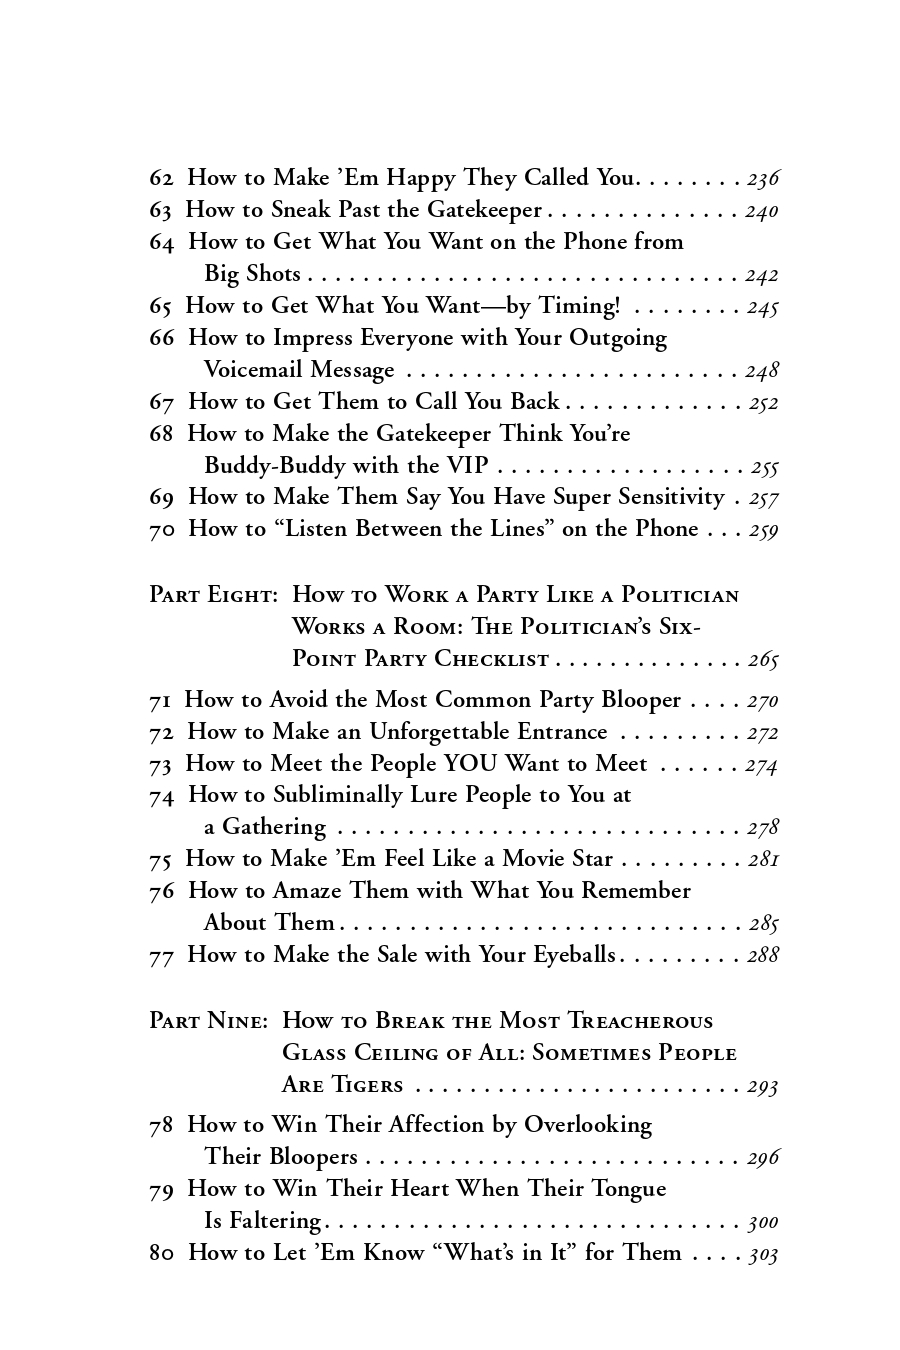 62 How to Make ’Em Happy They Called You. . . . . . . . 236
63 How to Sneak Past the Gatekeeper . . . . . . . . . . . . . . 240
64 How to Get What You Want on the Phone from
Big Shots . . . . . . . . . . . . . . . . . . . . . . . . . . . . . . . 242
65 How to Get What You Want—by Timing! . . . . . . . . 245
66 How to Impress Everyone with Your Outgoing
Voicemail Message . . . . . . . . . . . . . . . . . . . . . . . . 248
67 How to Get Them to Call You Back . . . . . . . . . . . . . 252
68 How to Make the Gatekeeper Think You’re
Buddy-Buddy with the VIP . . . . . . . . . . . . . . . . . . 255
69 How to Make Them Say You Have Super Sensitivity . 257
70 How to “Listen Between the Lines” on the Phone . . . 259
Part Eight: How to Work a Party Like a Politician
Works a Room: The Politician’s Six-
Point Party Checklist . . . . . . . . . . . . . . 265
71 How to Avoid the Most Common Party Blooper . . . . 270
72 How to Make an Unforgettable Entrance . . . . . . . . . 272
73 How to Meet the People YOU Want to Meet . . . . . . 274
74 How to Subliminally Lure People to You at
a Gathering . . . . . . . . . . . . . . . . . . . . . . . . . . . . . 278
75 How to Make ’Em Feel Like a Movie Star . . . . . . . . . 281
76 How to Amaze Them with What You Remember
About Them . . . . . . . . . . . . . . . . . . . . . . . . . . . . . 285
77 How to Make the Sale with Your Eyeballs . . . . . . . . . 288
Part Nine: How to Break the Most Treacherous
Glass Ceiling of All: Sometimes People
Are Tigers . . . . . . . . . . . . . . . . . . . . . . . . 293
78 How to Win Their Affection by Overlooking
Their Bloopers . . . . . . . . . . . . . . . . . . . . . . . . . . . 296
79 How to Win Their Heart When Their Tongue
Is Faltering . . . . . . . . . . . . . . . . . . . . . . . . . . . . . . 300
80 How to Let ’Em Know “What’s in It” for Them . . . . 303